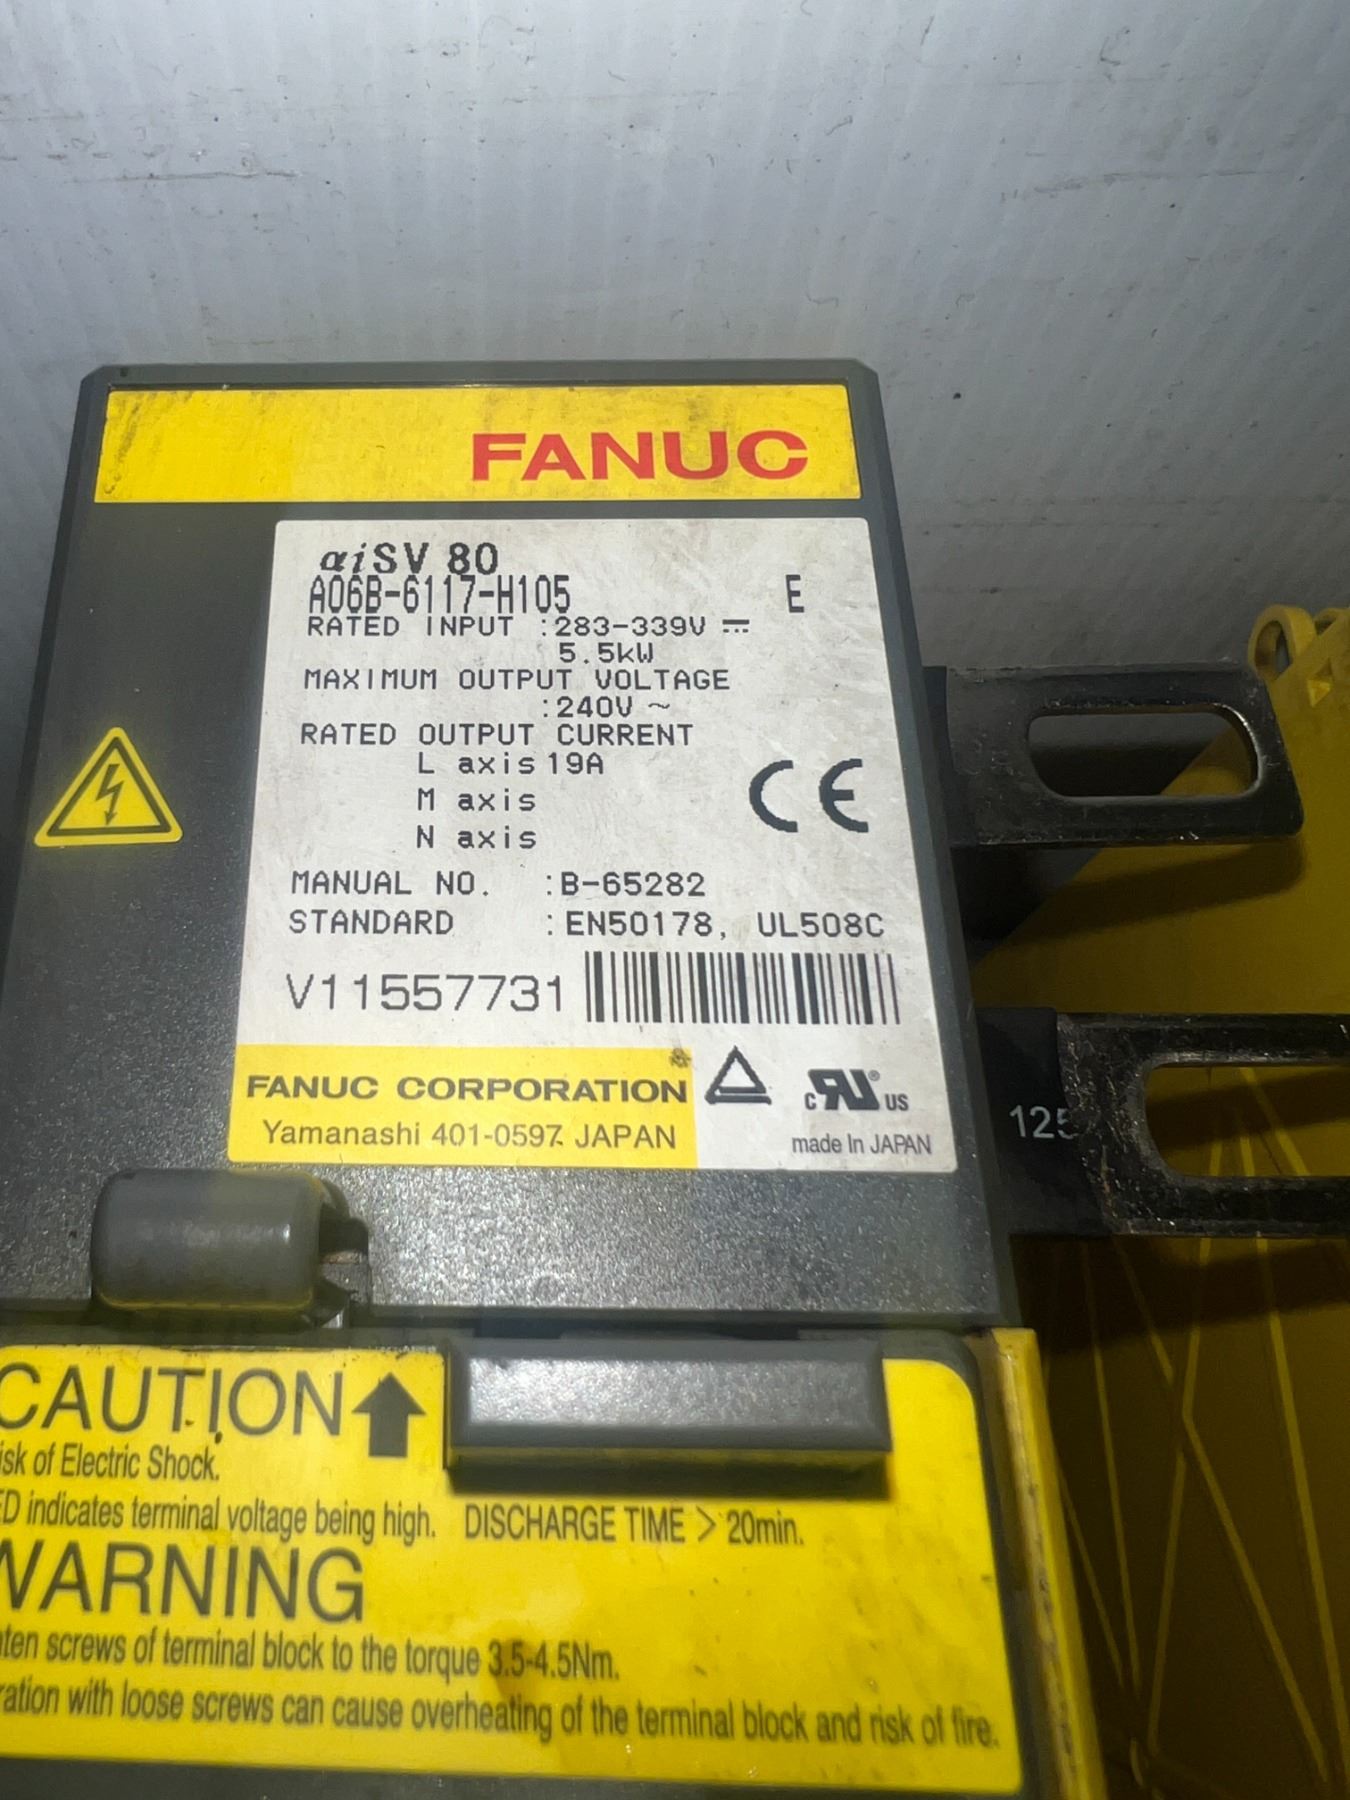 FANUC
αiSV 80
A06B-6117-H105 E
RATED INPUT :283-339V ⎓
5.5kW
MAXIMUM OUTPUT VOLTAGE
:240V ~
RATED OUTPUT CURRENT
L axis 19A
M axis
N axis
CE
MANUAL NO. :B-65282
STANDARD :EN50178, UL508C
V11557731
FANUC CORPORATION
Yamanashi 401-0597. JAPAN
c RU ® US
made In JAPAN
125
CAUTION
isk of Electric Shock.
ED indicates terminal voltage being high. DISCHARGE TIME > 20min.
WARNING
ten screws of terminal block to the torque 3.5-4.5Nm.
ration with loose screws can cause overheating of the terminal block and risk of fire.